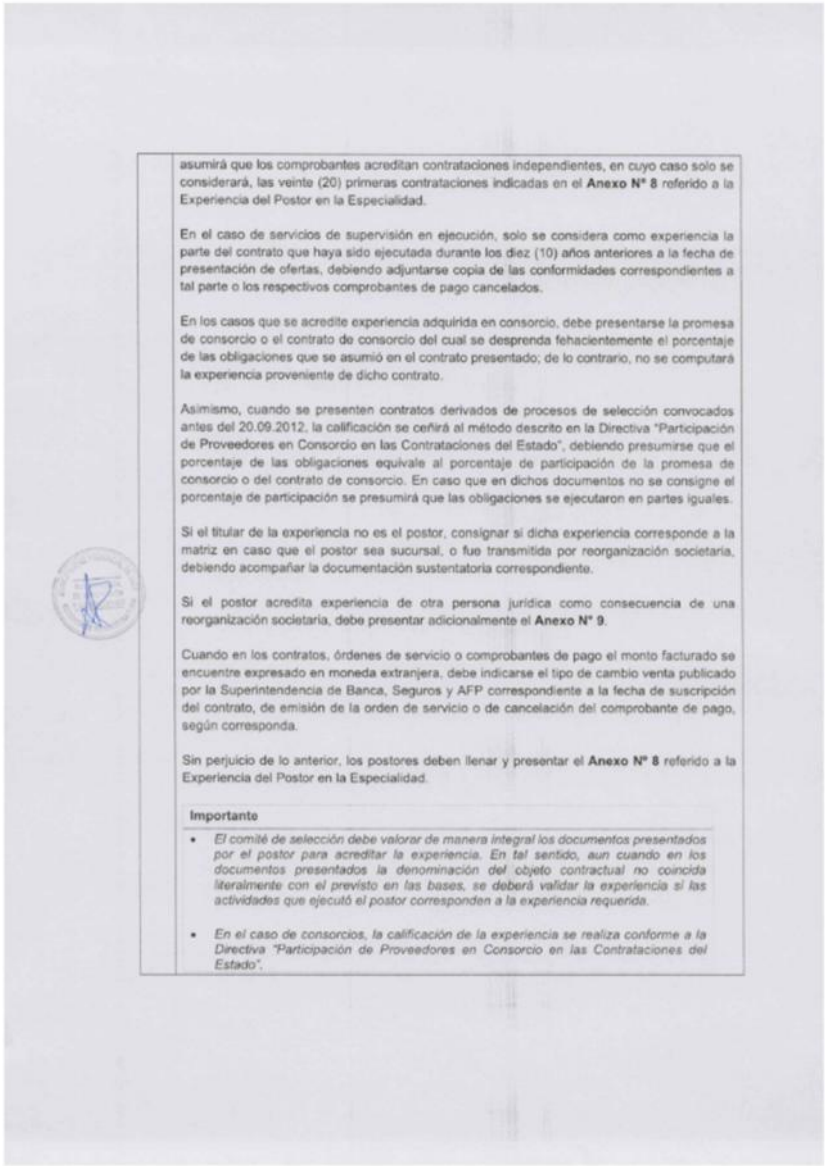 asumirá que los comprobantes acreditan contrataciones independientes, en cuyo caso solo se
considerará, las veinte (20) primeras contrataciones indicadas en el Anexo Nº 8 referido a la
Experiencia del Postor en la Especialidad.
En el caso de servicios de supervisión en ejecución, solo se considera como experiencia la
parte del contrato que haya sido ejecutada durante los diez (10) años anteriores a la fecha de
presentación de ofertas, debiendo adjuntarse copia de las conformidades correspondientes a
tal parte o los respectivos comprobantes de pago cancelados.
En los casos que se acredite experiencia adquirida en consorcio, debe presentarse la promesa
de consorcio o el contrato de consorcio del cual se desprenda fehacientemente el porcentaje
de las obligaciones que se asumió en el contrato presentado; de lo contrario, no se computará
la experiencia proveniente de dicho contrato.
Asimismo, cuando se presenten contratos derivados de procesos de selección convocados
antes del 20.09.2012, la calificación se ceñirá al método descrito en la Directiva "Participación
de Proveedores en Consorcio en las Contrataciones del Estado", debiendo presumirse que el
porcentaje de las obligaciones equivale al porcentaje de participación de la promesa de
consorcio o del contrato de consorcio. En caso que en dichos documentos no se consigne el
porcentaje de participación se presumirá que las obligaciones se ejecutaron en partes iguales.
Si el titular de la experiencia no es el postor, consignar si dicha experiencia corresponde a la
matriz en caso que el postor sea sucursal, o fue transmitida por reorganización societaria,
debiendo acompañar la documentación sustentatoria correspondiente.
Si el postor acredita experiencia de otra persona jurídica como consecuencia de una
reorganización societaria, debe presentar adicionalmente el Anexo N° 9.
Cuando en los contratos, órdenes de servicio o comprobantes de pago el monto facturado se
encuentre expresado en moneda extranjera, debe indicarse el tipo de cambio venta publicado
por la Superintendencia de Banca, Seguros y AFP correspondiente a la fecha de suscripción
del contrato, de emisión de la orden de servicio o de cancelación del comprobante de pago,
según corresponda.
Sin perjuicio de lo anterior, los postores deben llenar y presentar el Anexo Nº 8 referido a la
Experiencia del Postor en la Especialidad.
Importante
• El comité de selección debe valorar de manera integral los documentos presentados
por el postor para acreditar la experiencia. En tal sentido, aun cuando en los
documentos presentados la denominación del objeto contractual no coincida
literalmente con el previsto en las bases, se deberá validar la experiencia si las
actividades que ejecutó el postor corresponden a la experiencia requerida.
• En el caso de consorcios, la calificación de la experiencia se realiza conforme a la
Directiva "Participación de Proveedores en Consorcio en las Contrataciones del
Estado".